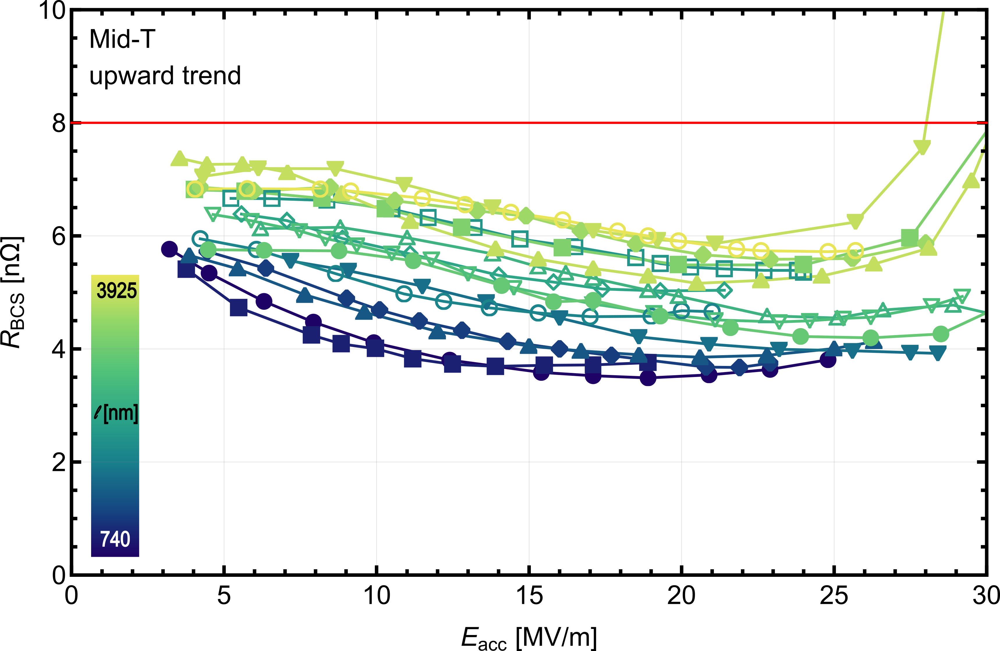 10
Mid-T
upward trend
8
6
R_BCS [nΩ]
3925
ℓ [nm]
4
2
740
0
0 5 10 15 20 25 30
E_acc [MV/m]